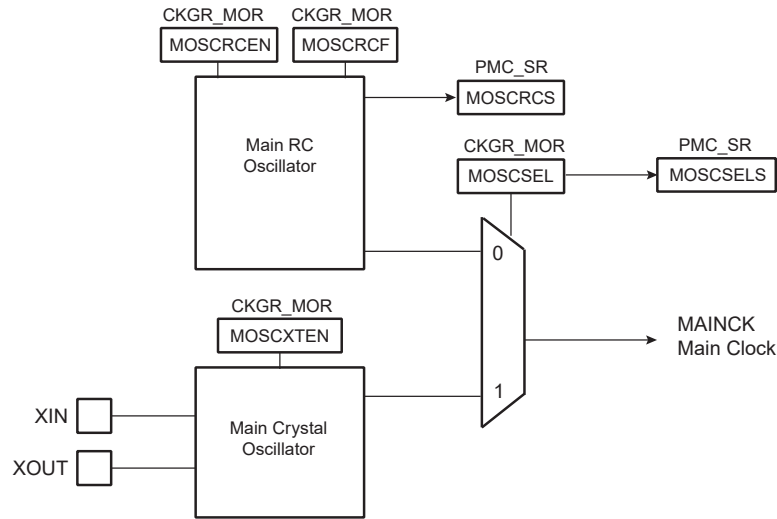 CKGR_MOR
MOSCRCEN
CKGR_MOR
MOSCRCF
PMC_SR
MOSCRCS
Main RC
Oscillator
CKGR_MOR
MOSCSEL
PMC_SR
MOSCSELS
0
CKGR_MOR
MOSCXTEN
MAINCK
Main Clock
1
XIN
XOUT
Main Crystal
Oscillator